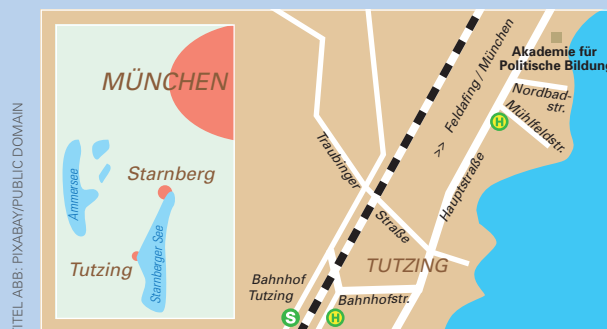 TITEL ABB: PIXABAY/PUBLIC DOMAIN
MÜNCHEN
Starnberg
Ammersee
Starnberger See
Tutzing
>> Feldafing / München
Akademie für
Politische Bildung
Nordbad-
str.
Mühlfeldstr.
H
Hauptstraße
Traubinger
Straße
TUTZING
Bahnhof
Tutzing
S
H
Bahnhofstr.